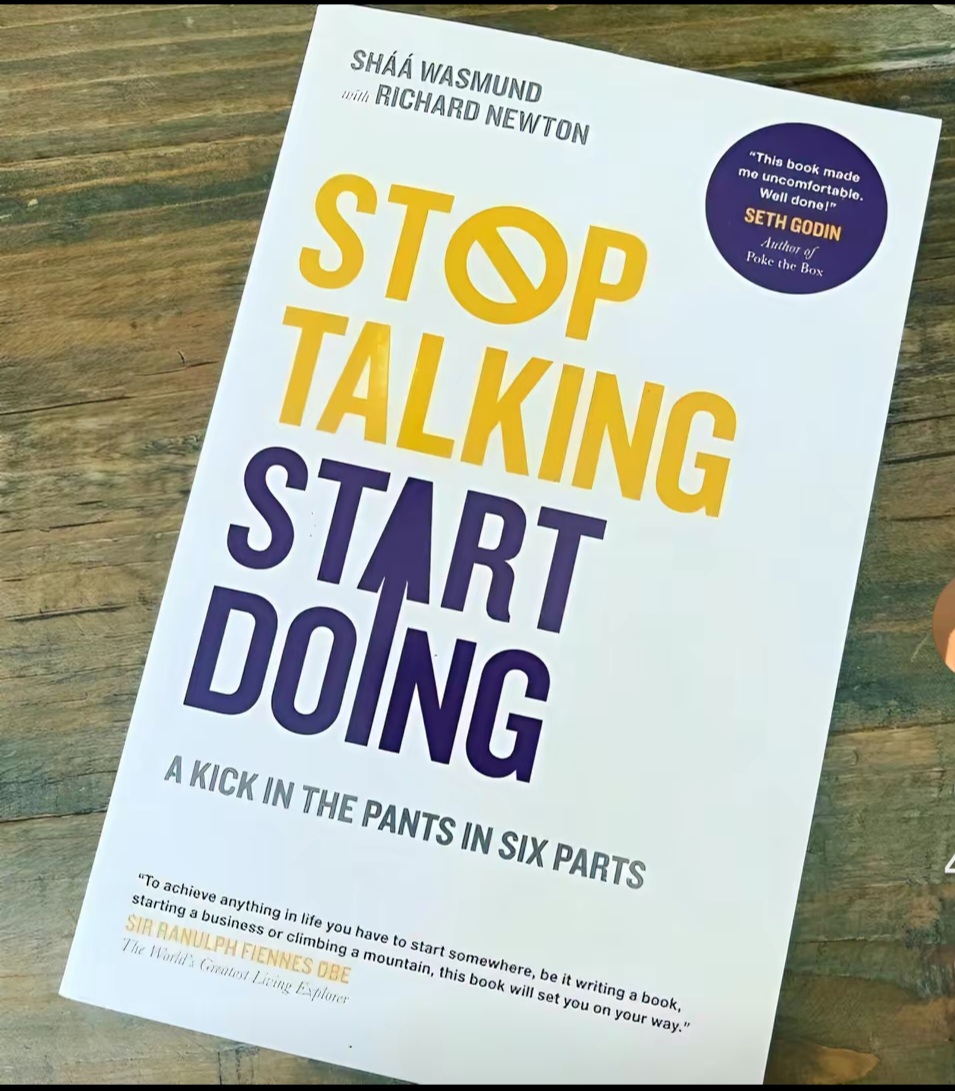 SHÁÁ WASMUND
with RICHARD NEWTON
"This book made
me uncomfortable.
Well done!"
SETH GODIN
Author of
Poke the Box
STOP
TALKING
START
DOING
A KICK IN THE PANTS IN SIX PARTS
"To achieve anything in life you have to start somewhere, be it writing a book,
starting a business or climbing a mountain, this book will set you on your way."
SIR RANULPH FIENNES OBE
The World's Greatest Living Explorer